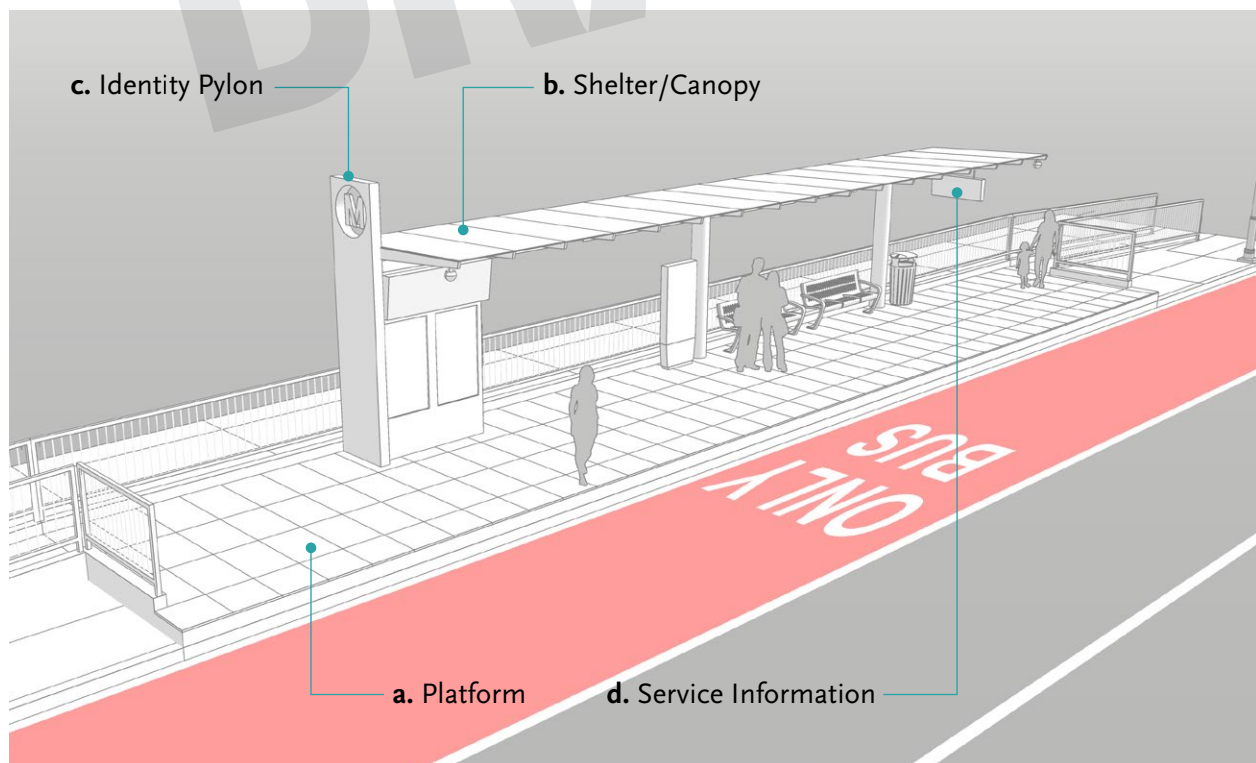 c. Identity Pylon
b. Shelter/Canopy
M
ONLY
BUS
a. Platform
d. Service Information